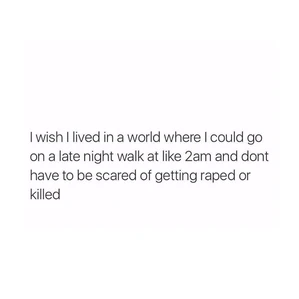 I wish I lived in a world where I could go
on a late night walk at like 2am and dont
have to be scared of getting raped or
killed